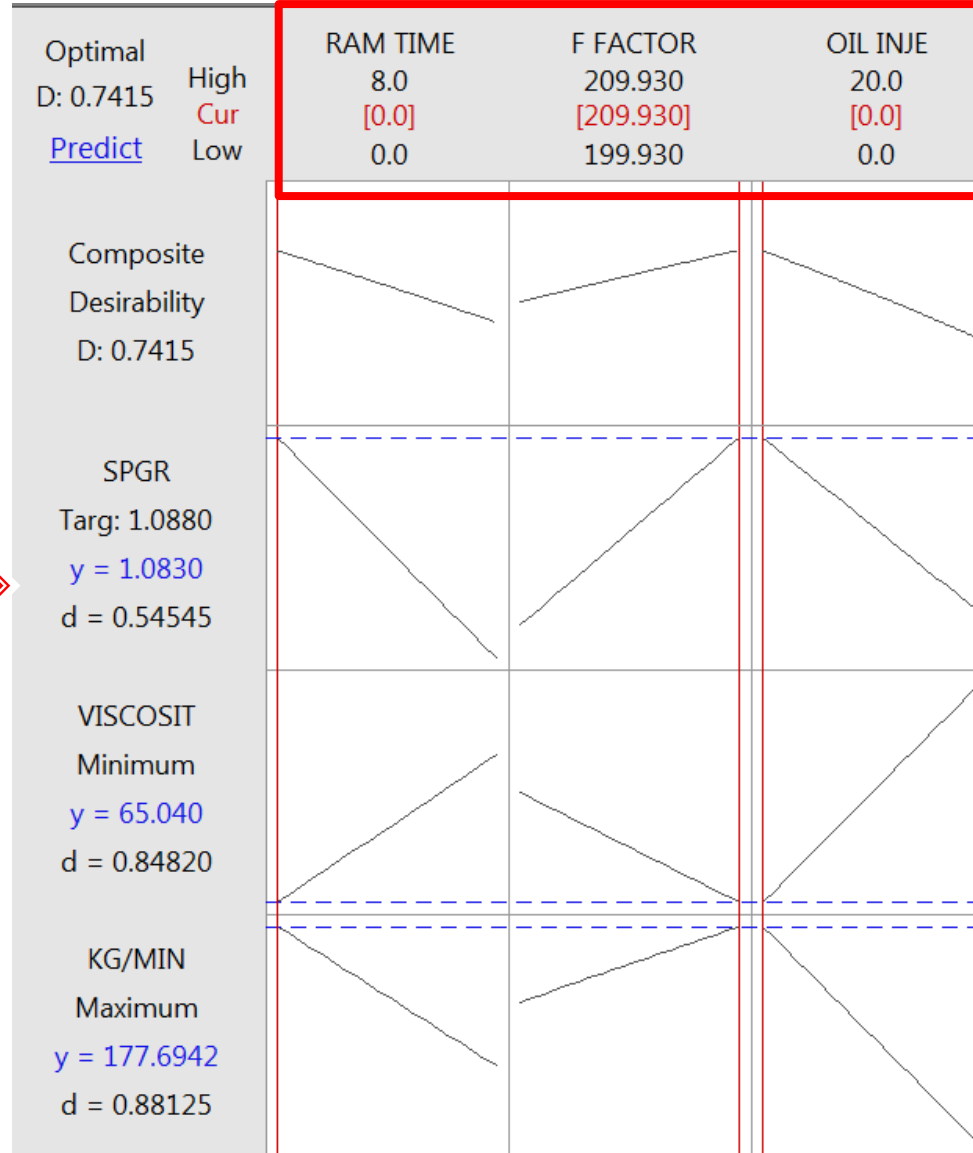 Optimal
D: 0.7415
Predict
High
Cur
Low
RAM TIME
8.0
[0.0]
0.0
F FACTOR
209.930
[209.930]
199.930
OIL INJE
20.0
[0.0]
0.0
Composite
Desirability
D: 0.7415
SPGR
Targ: 1.0880
y = 1.0830
d = 0.54545
VISCOSIT
Minimum
y = 65.040
d = 0.84820
KG/MIN
Maximum
y = 177.6942
d = 0.88125